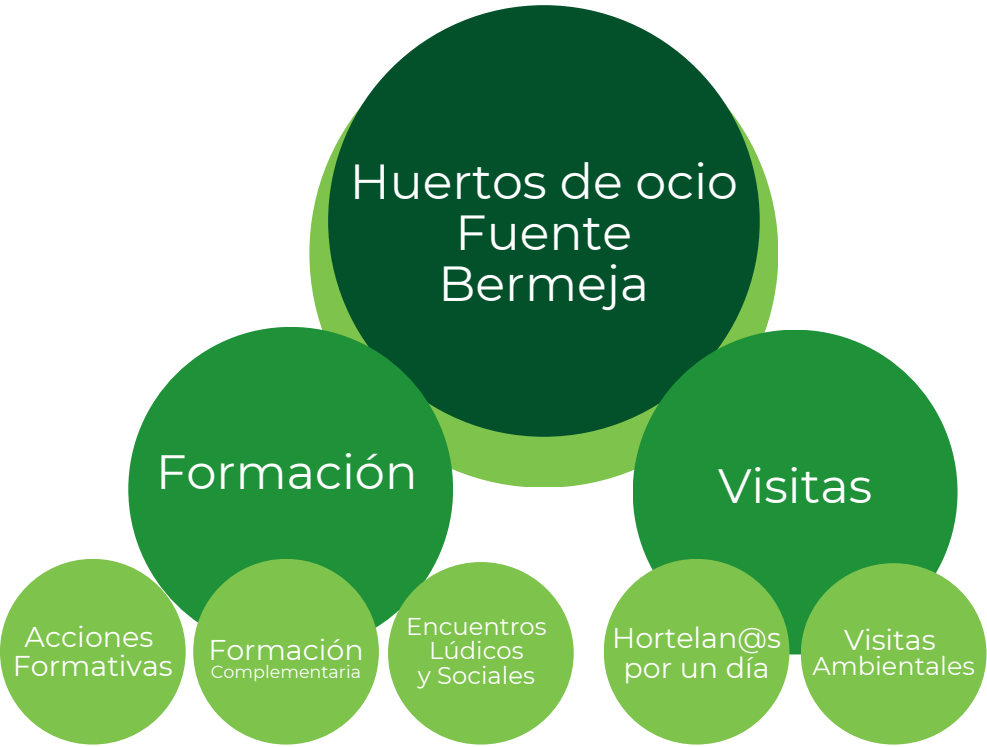 Huertos de ocio
Fuente
Bermeja
Formación
Visitas
Acciones
Formativas
Formación
Complementaria
Encuentros
Lúdicos
y Sociales
Hortelan@s
por un día
Visitas
Ambientales